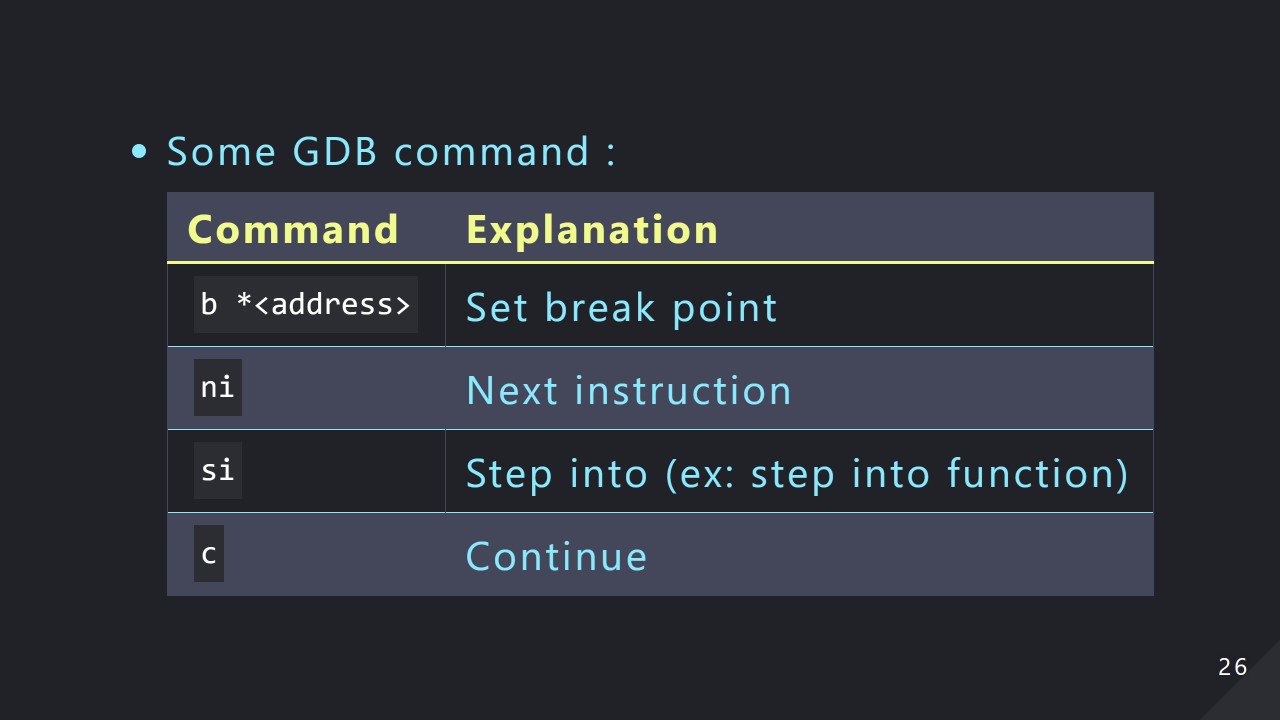 Some GDB command :
Command Explanation
b *<address> Set break point
ni Next instruction
si Step into (ex: step into function)
c Continue
26